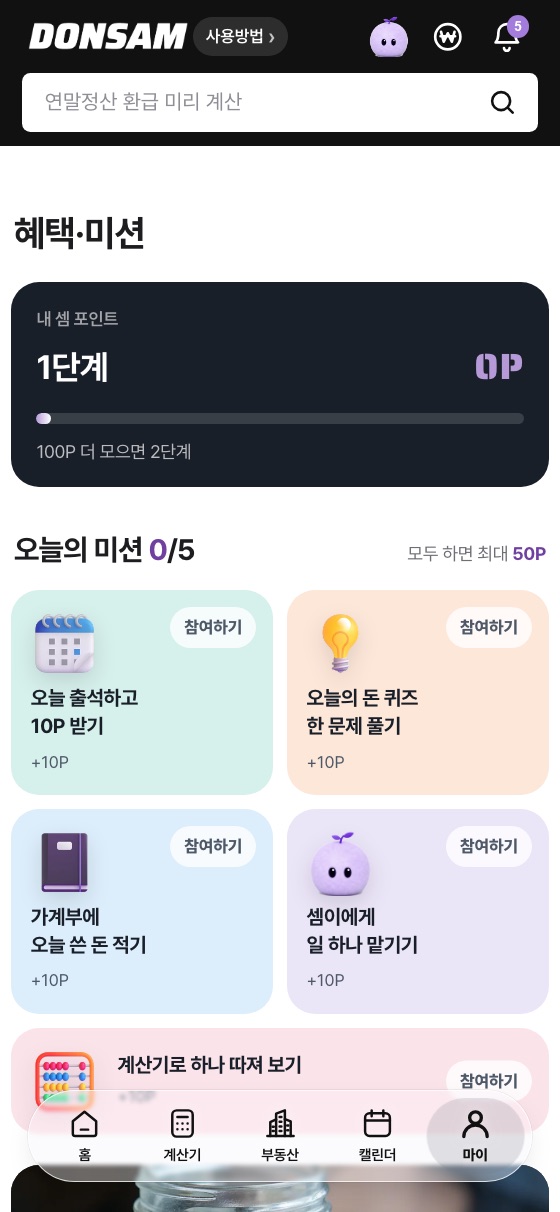 DONSAM
사용방법 ›
5
연말정산 환급 미리 계산
혜택·미션
내 셈 포인트
1단계
0P
100P 더 모으면 2단계
오늘의 미션 0/5
모두 하면 최대 50P
참여하기
오늘 출석하고
10P 받기
+10P
참여하기
오늘의 돈 퀴즈
한 문제 풀기
+10P
참여하기
가계부에
오늘 쓴 돈 적기
+10P
참여하기
셈이에게
일 하나 맡기기
+10P
계산기로 하나 따져 보기
+10P
참여하기
홈
계산기
부동산
캘린더
마이